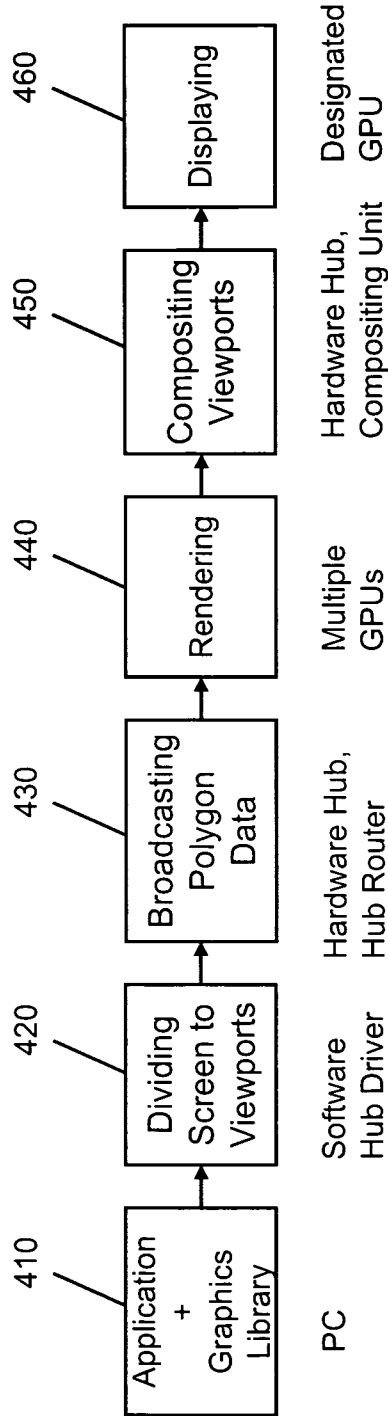 410
420
430
440
450
460
Application
+
Graphics
Library
Dividing
Screen to
Viewports
Broadcasting
Polygon
Data
Rendering
Compositing
Viewports
Displaying
PC
Software
Hub Driver
Hardware Hub,
Hub Router
Multiple
GPUs
Hardware Hub,
Compositing Unit
Designated
GPU